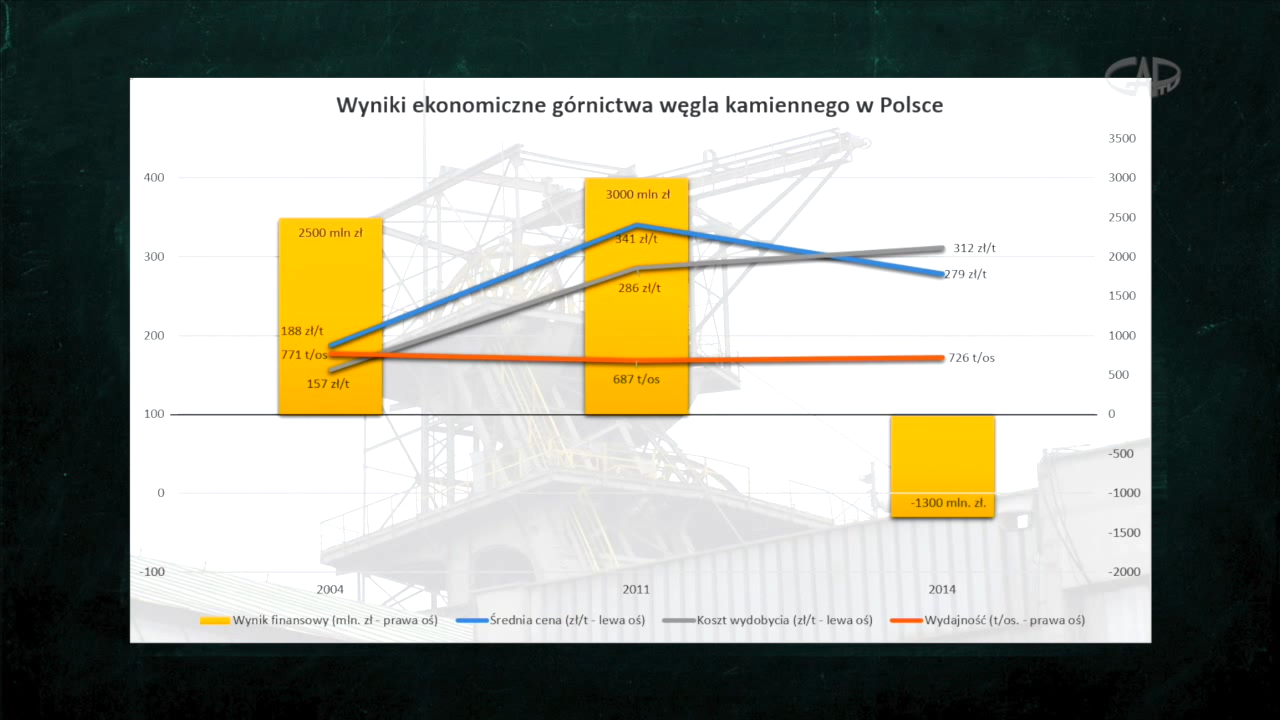 GAP
Wyniki ekonomiczne górnictwa węgla kamiennego w Polsce
3500
400
3000
3000 mln zł
2500 mln zł
2500
341 zł/t
312 zł/t
300
2000
279 zł/t
286 zł/t
1500
188 zł/t
200
1000
771 t/os
726 t/os
687 t/os
500
157 zł/t
100
0
-500
0
-1000
-1300 mln. zł.
-1500
-100
-2000
2004
2011
2014
Wynik finansowy (mln. zł - prawa oś)
Średnia cena (zł/t - lewa oś)
Koszt wydobycia (zł/t - lewa oś)
Wydajność (t/os. - prawa oś)